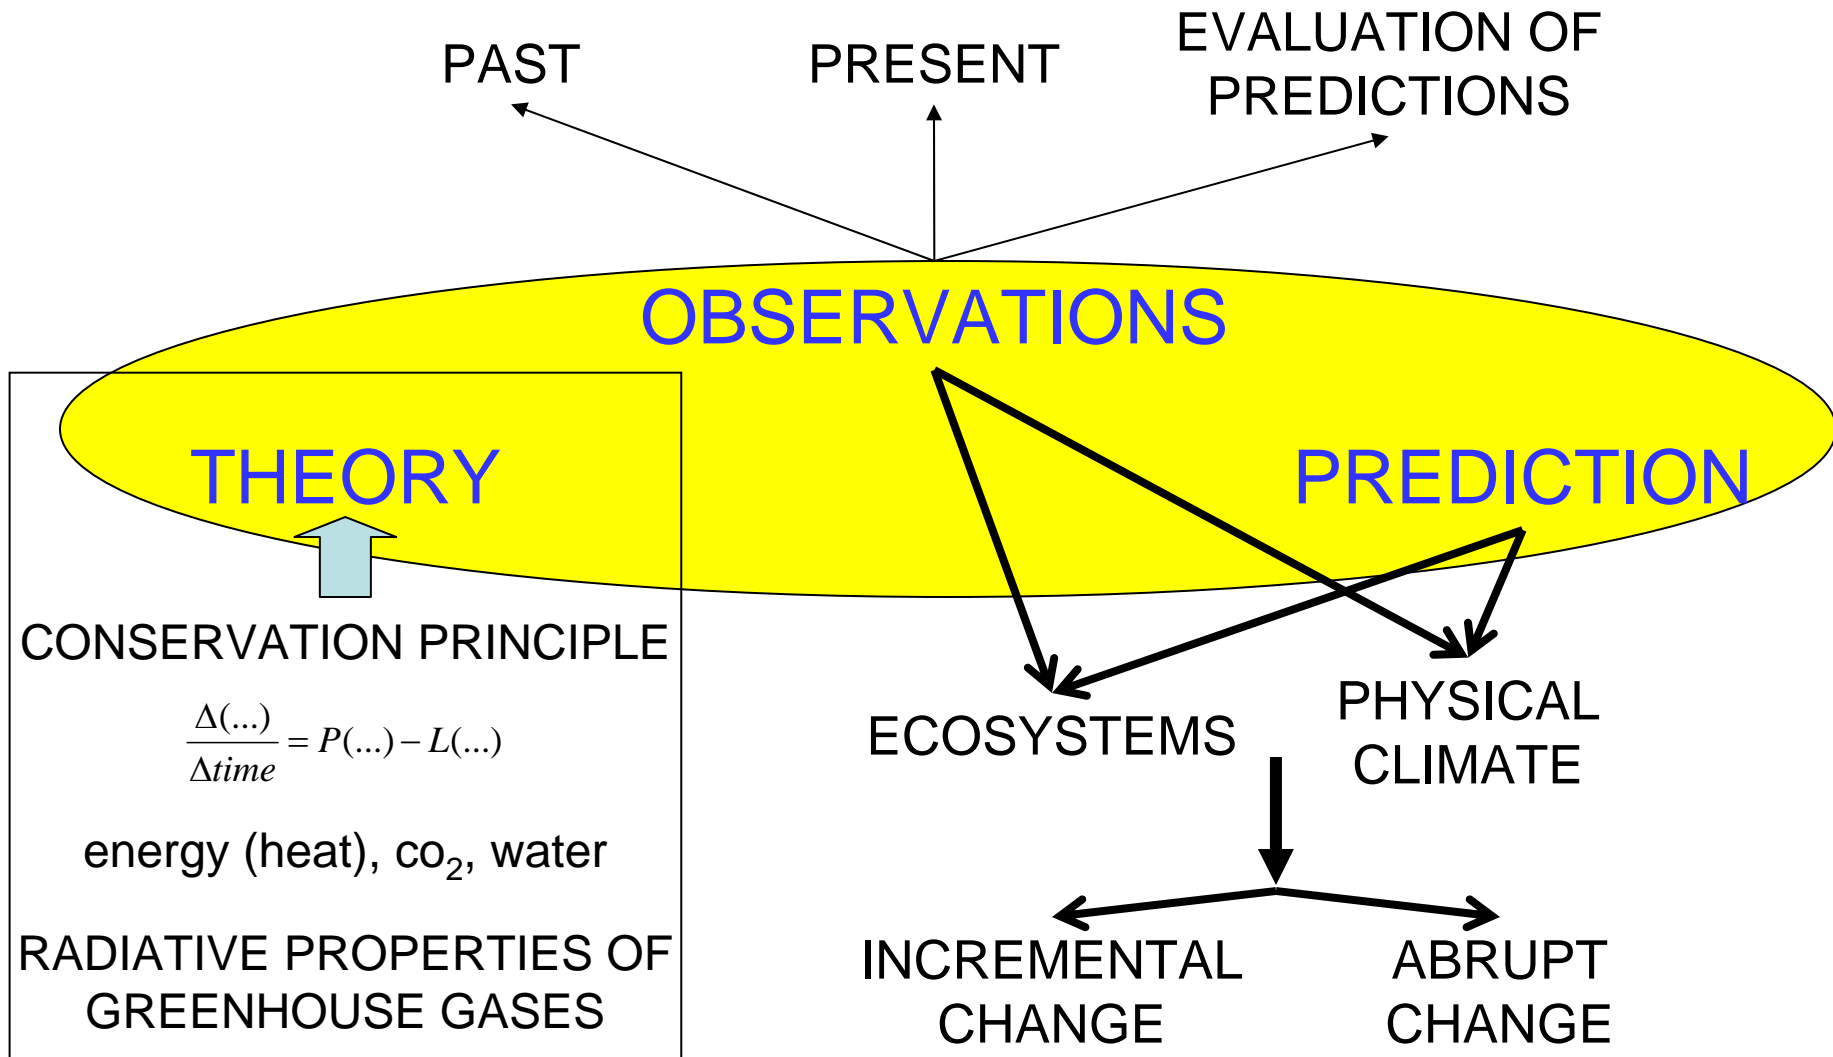 PAST
PRESENT
EVALUATION OF
PREDICTIONS
OBSERVATIONS
THEORY
PREDICTION
CONSERVATION PRINCIPLE
Δ(...)/Δtime = P(...) − L(...)
energy (heat), co₂, water
RADIATIVE PROPERTIES OF
GREENHOUSE GASES
ECOSYSTEMS
PHYSICAL
CLIMATE
INCREMENTAL
CHANGE
ABRUPT
CHANGE